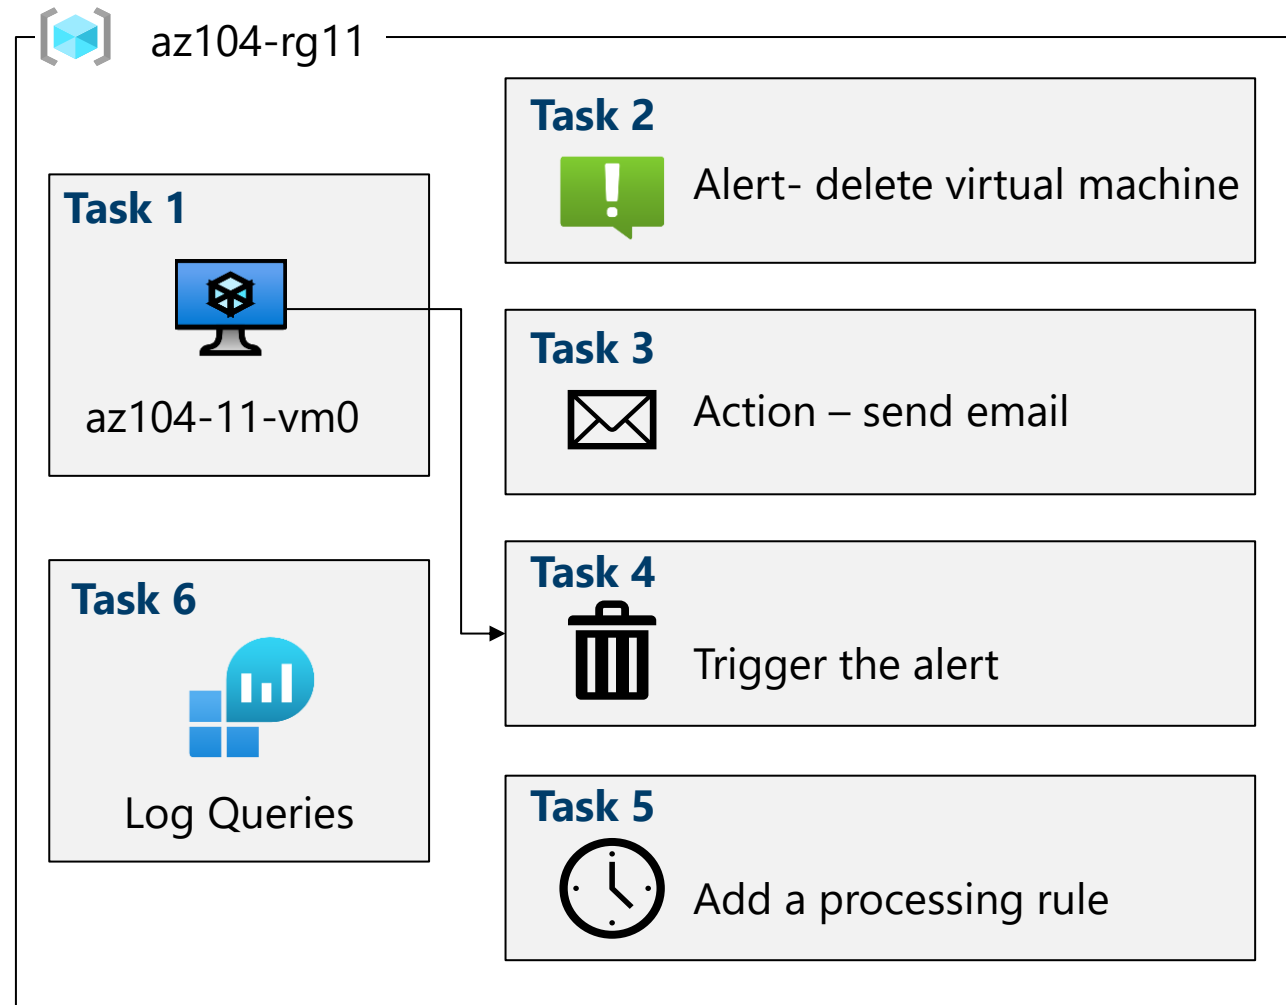 az104-rg11
Task 1
az104-11-vm0
Task 2
Alert- delete virtual machine
Task 3
Action – send email
Task 4
Trigger the alert
Task 5
Add a processing rule
Task 6
Log Queries